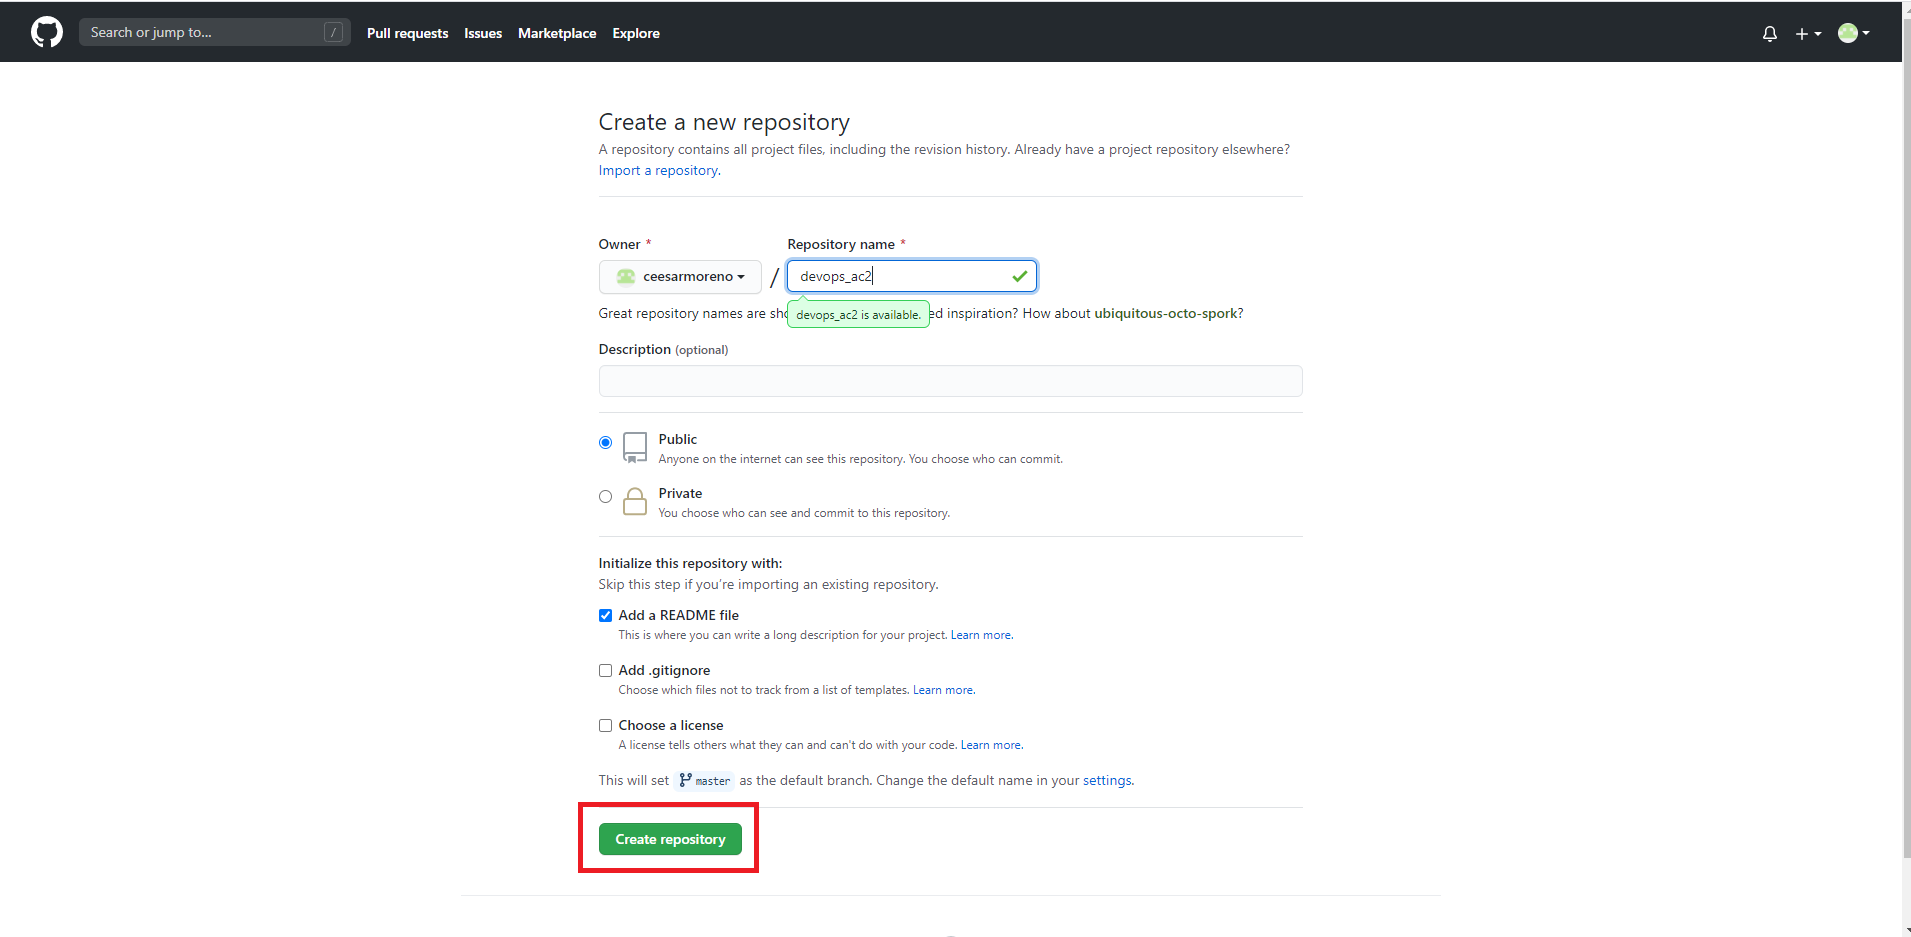 Search or jump to... / Pull requests Issues Marketplace Explore
Create a new repository
A repository contains all project files, including the revision history. Already have a project repository elsewhere?
Import a repository.
Owner * Repository name *
ceesarmoreno / devops_ac2
Great repository names are sho ed inspiration? How about ubiquitous-octo-spork?
devops_ac2 is available.
Description (optional)
Public
Anyone on the internet can see this repository. You choose who can commit.
Private
You choose who can see and commit to this repository.
Initialize this repository with:
Skip this step if you're importing an existing repository.
Add a README file
This is where you can write a long description for your project. Learn more.
Add .gitignore
Choose which files not to track from a list of templates. Learn more.
Choose a license
A license tells others what they can and can't do with your code. Learn more.
This will set master as the default branch. Change the default name in your settings.
Create repository